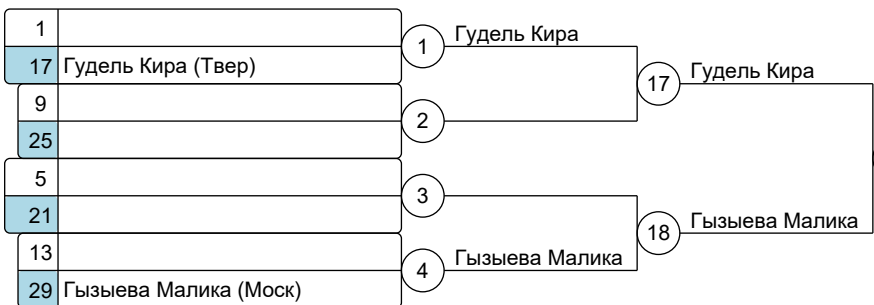 1
17 Гудель Кира (Твер)
9
25
5
21
13
29 Гызыева Малика (Моск)
1 Гудель Кира
2
3
4 Гызыева Малика
17 Гудель Кира
18 Гызыева Малика